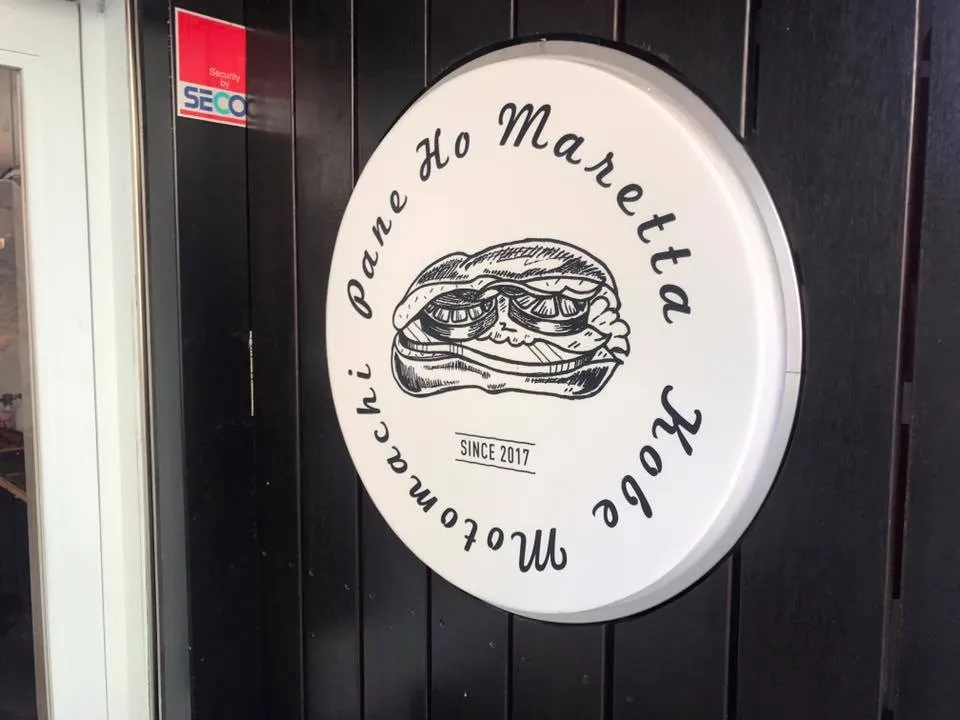 Security
by
SECO
Pane Ho Maretta
Kobe Motomachi
SINCE 2017